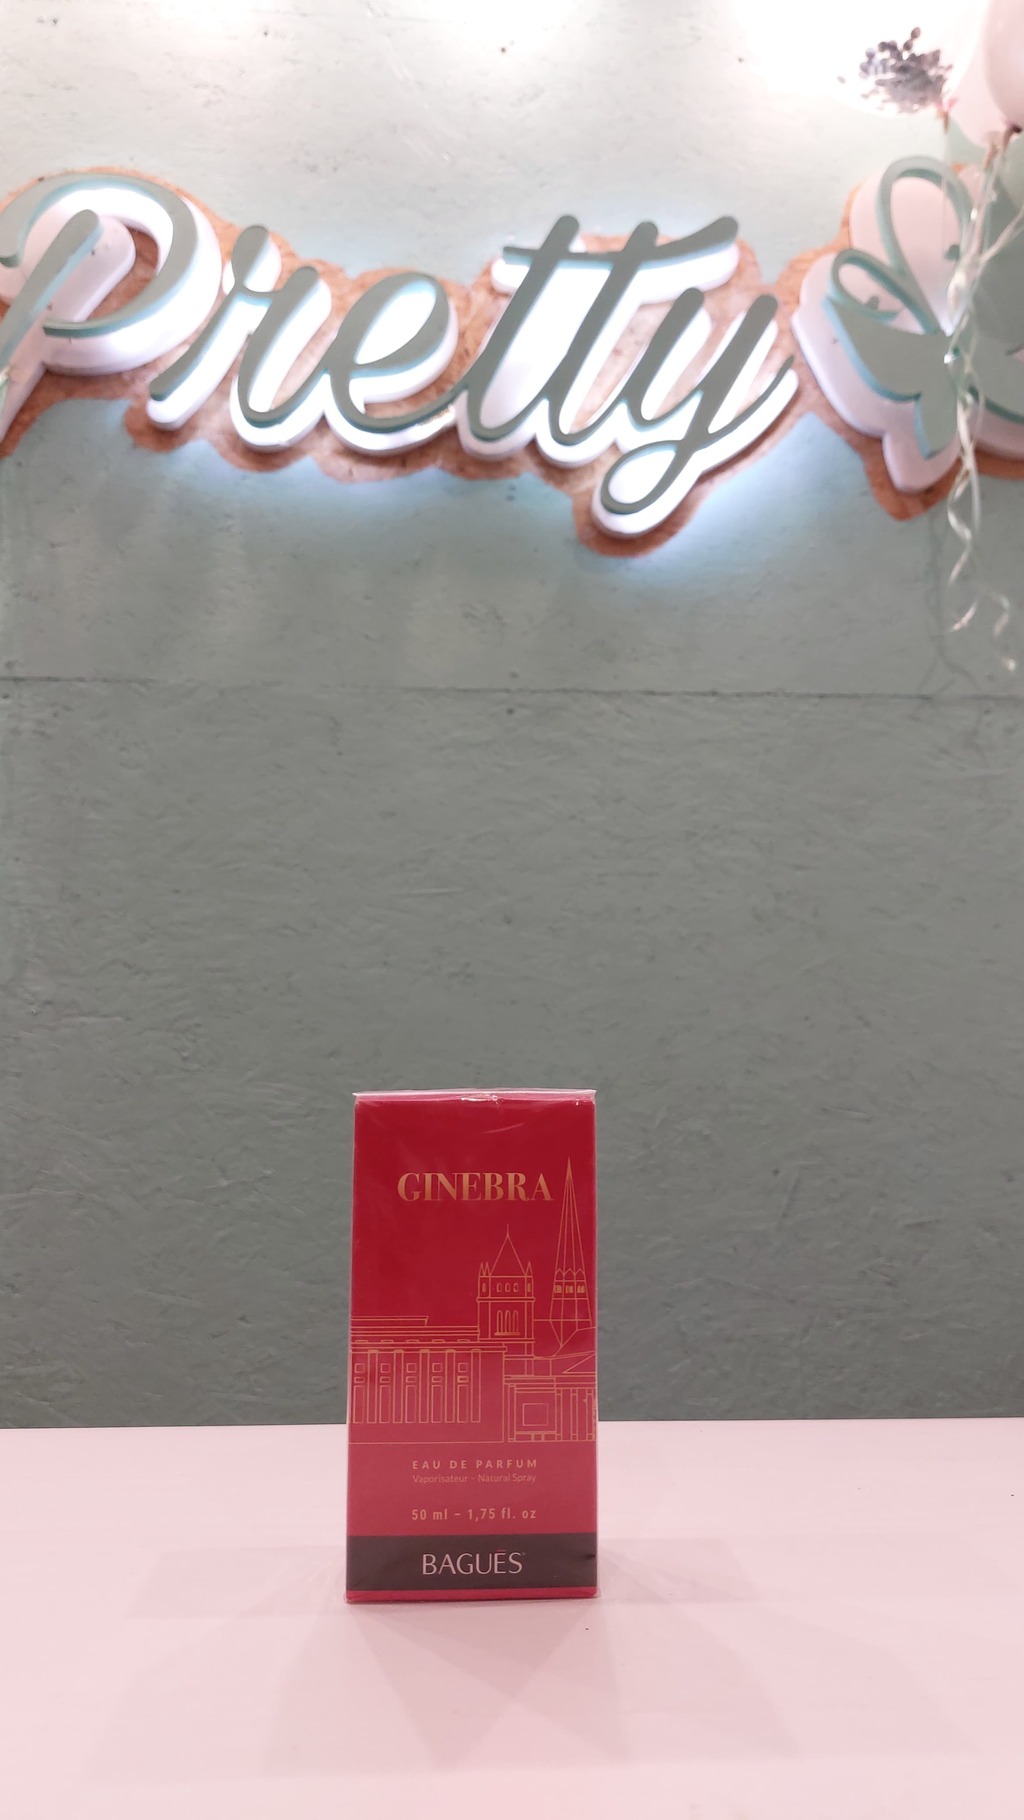 Pretty
GINEBRA
EAU DE PARFUM
Vaporisateur - Natural Spray
50 ml - 1,75 fl. oz
BAGUÉS